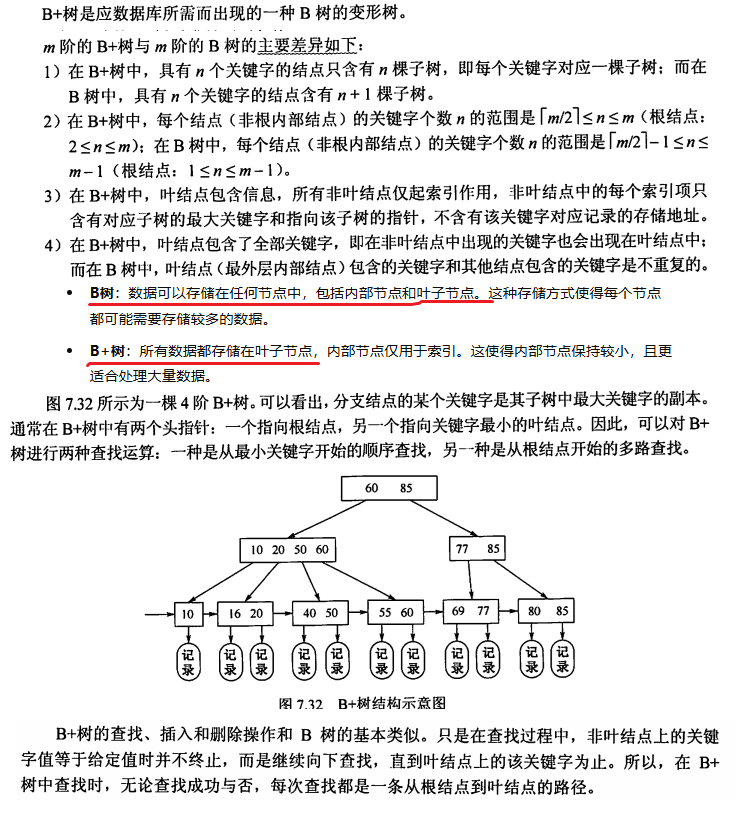 B+树是应数据库所需而出现的一种 B 树的变形树。
m 阶的 B+树与 m 阶的 B 树的主要差异如下：
1）在 B+树中，具有 n 个关键字的结点只含有 n 棵子树，即每个关键字对应一棵子树；而在
B 树中，具有 n 个关键字的结点含有 n + 1 棵子树。
2）在 B+树中，每个结点（非根内部结点）的关键字个数 n 的范围是⌈m/2⌉≤n≤m（根结点：
2≤n≤m）；在 B 树中，每个结点（非根内部结点）的关键字个数 n 的范围是⌈m/2⌉-1≤n≤
m-1（根结点：1≤n≤m-1）。
3）在 B+树中，叶结点包含信息，所有非叶结点仅起索引作用，非叶结点中的每个索引项只
含有对应子树的最大关键字和指向该子树的指针，不含有该关键字对应记录的存储地址。
4）在 B+树中，叶结点包含了全部关键字，即在非叶结点中出现的关键字也会出现在叶结点中；
而在 B 树中，叶结点（最外层内部结点）包含的关键字和其他结点包含的关键字是不重复的。
• B树：数据可以存储在任何节点中，包括内部节点和叶子节点。这种存储方式使得每个节点
都可能需要存储较多的数据。
• B+树：所有数据都存储在叶子节点，内部节点仅用于索引。这使得内部节点保持较小，且更
适合处理大量数据。
图 7.32 所示为一棵 4 阶 B+树。可以看出，分支结点的某个关键字是其子树中最大关键字的副本。
通常在 B+树中有两个头指针：一个指向根结点，另一个指向关键字最小的叶结点。因此，可以对 B+
树进行两种查找运算：一种是从最小关键字开始的顺序查找，另一种是从根结点开始的多路查找。
60 85
10 20 50 60 77 85
10 16 20 40 50 55 60 69 77 80 85
记录 记录 记录 记录 记录 记录 记录 记录 记录 记录 记录
图 7.32 B+树结构示意图
B+树的查找、插入和删除操作和 B 树的基本类似。只是在查找过程中，非叶结点上的关键
字值等于给定值时并不终止，而是继续向下查找，直到叶结点上的该关键字为止。所以，在 B+
树中查找时，无论查找成功与否，每次查找都是一条从根结点到叶结点的路径。